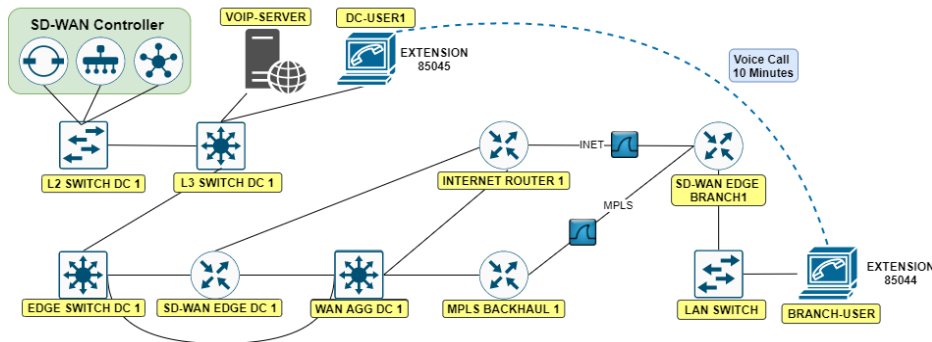 SD-WAN Controller
VOIP-SERVER
DC-USER1
EXTENSION
85045
Voice Call
10 Minutes
L2 SWITCH DC 1
L3 SWITCH DC 1
INTERNET ROUTER 1
INET
SD-WAN EDGE
BRANCH1
MPLS
EDGE SWITCH DC 1
SD-WAN EDGE DC 1
WAN AGG DC 1
MPLS BACKHAUL 1
LAN SWITCH
EXTENSION
85044
BRANCH-USER